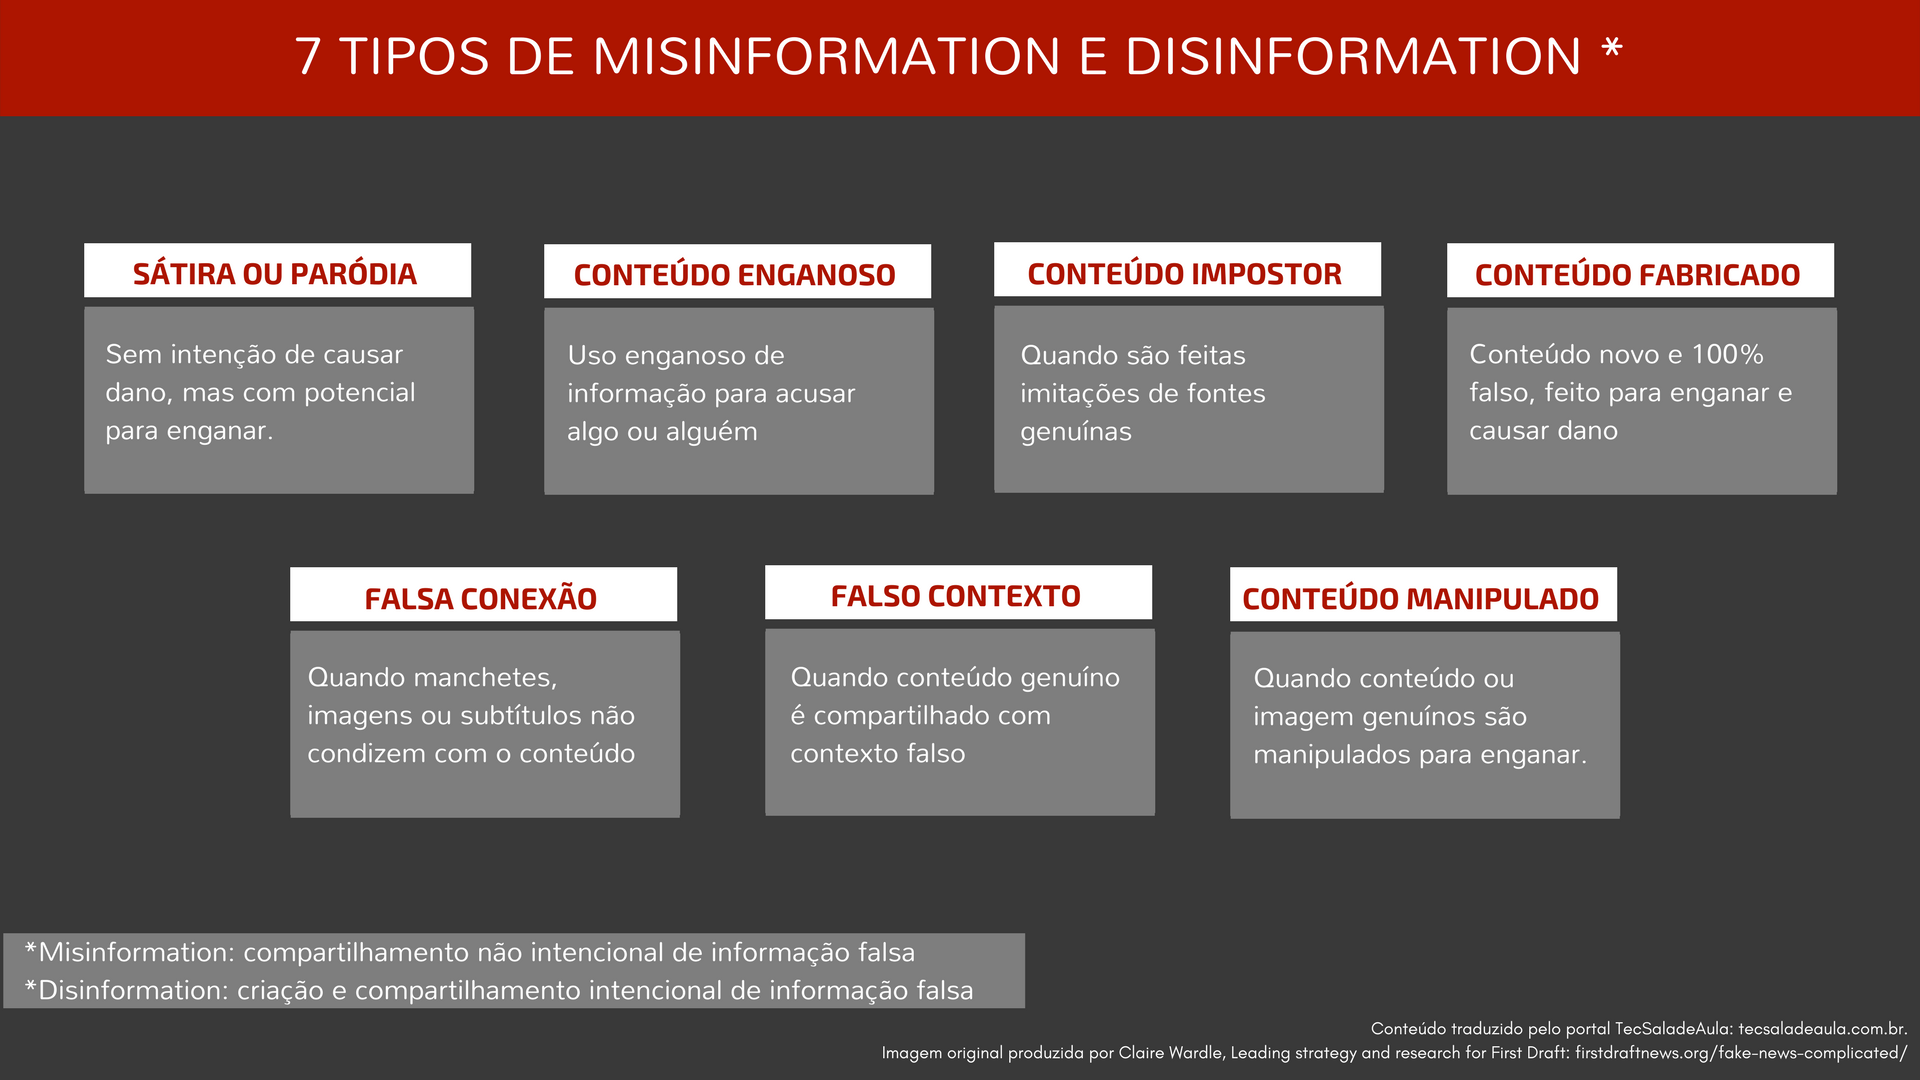 7 TIPOS DE MISINFORMATION E DISINFORMATION *
SÁTIRA OU PARÓDIA
Sem intenção de causar
dano, mas com potencial
para enganar.
CONTEÚDO ENGANOSO
Uso enganoso de
informação para acusar
algo ou alguém
CONTEÚDO IMPOSTOR
Quando são feitas
imitações de fontes
genuínas
CONTEÚDO FABRICADO
Conteúdo novo e 100%
falso, feito para enganar e
causar dano
FALSA CONEXÃO
Quando manchetes,
imagens ou subtítulos não
condizem com o conteúdo
FALSO CONTEXTO
Quando conteúdo genuíno
é compartilhado com
contexto falso
CONTEÚDO MANIPULADO
Quando conteúdo ou
imagem genuínos são
manipulados para enganar.
*Misinformation: compartilhamento não intencional de informação falsa
*Disinformation: criação e compartilhamento intencional de informação falsa
Conteúdo traduzido pelo portal TecSaladeAula: tecsaladeaula.com.br.
Imagem original produzida por Claire Wardle, Leading strategy and research for First Draft: firstdraftnews.org/fake-news-complicated/